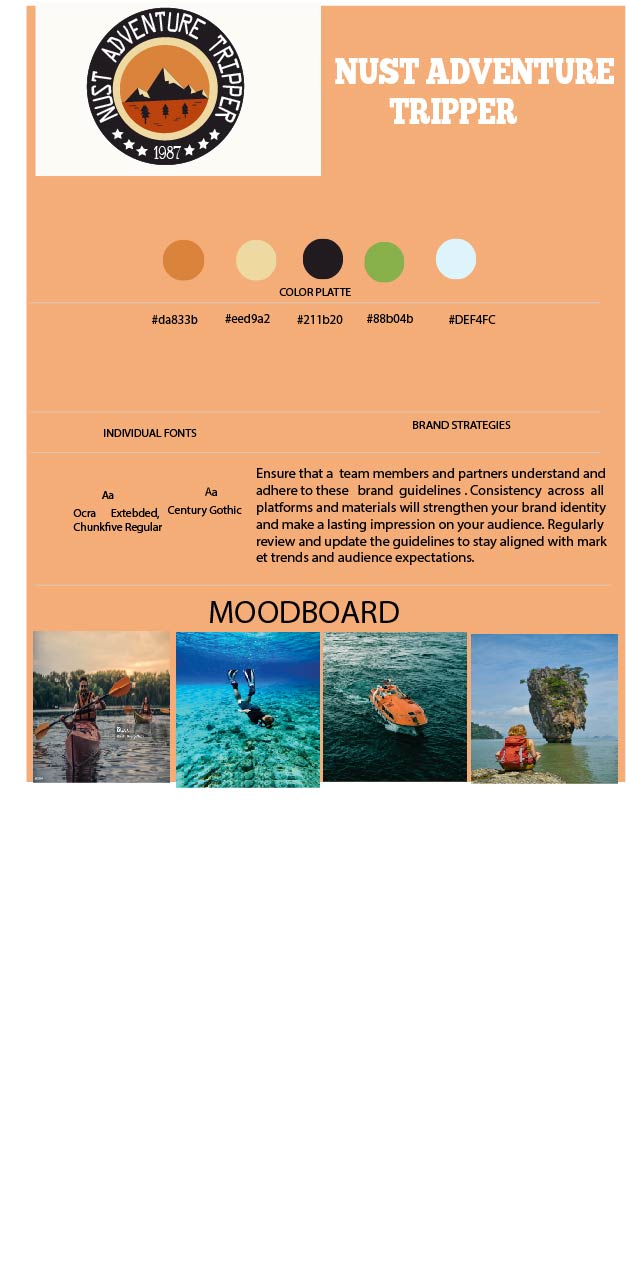 NUST ADVENTURE TRIPPER
1987
NUST ADVENTURE
TRIPPER
COLOR PLATTE
#da833b #eed9a2 #211b20 #88b04b #DEF4FC
INDIVIDUAL FONTS
BRAND STRATEGIES
Aa
Ocra Extebded,
Chunkfive Regular
Aa
Century Gothic
Ensure that a team members and partners understand and
adhere to these brand guidelines . Consistency across all
platforms and materials will strengthen your brand identity
and make a lasting impression on your audience. Regularly
review and update the guidelines to stay aligned with mark
et trends and audience expectations.
MOODBOARD